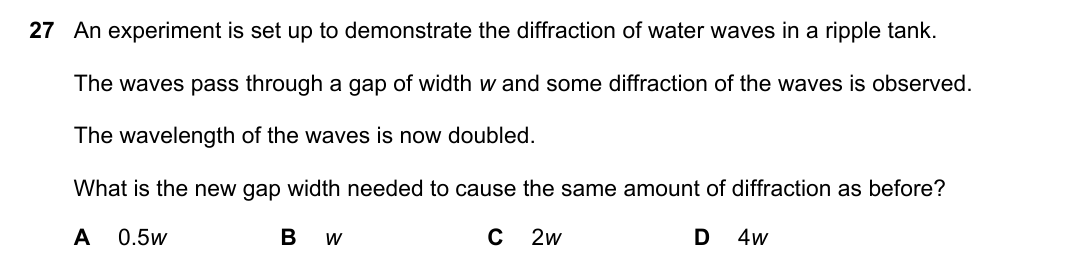 27 An experiment is set up to demonstrate the diffraction of water waves in a ripple tank.
The waves pass through a gap of width w and some diffraction of the waves is observed.
The wavelength of the waves is now doubled.
What is the new gap width needed to cause the same amount of diffraction as before?
A 0.5w B w C 2w D 4w